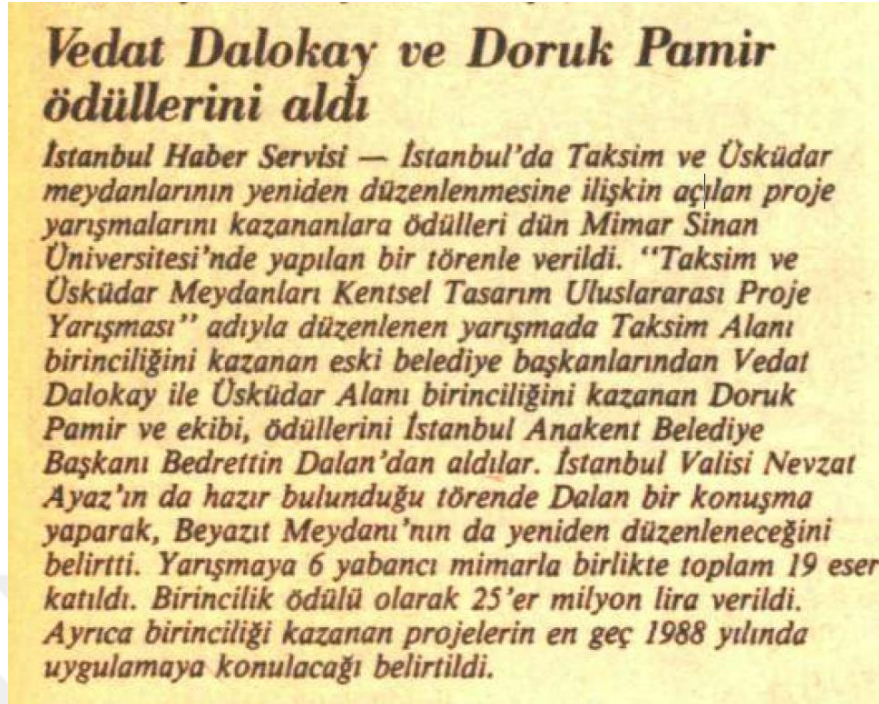 Vedat Dalokay ve Doruk Pamir
ödüllerini aldı
İstanbul Haber Servisi — İstanbul'da Taksim ve Üsküdar
meydanlarının yeniden düzenlenmesine ilişkin açılan proje
yarışmalarını kazananlara ödülleri dün Mimar Sinan
Üniversitesi'nde yapılan bir törenle verildi. "Taksim ve
Üsküdar Meydanları Kentsel Tasarım Uluslararası Proje
Yarışması" adıyla düzenlenen yarışmada Taksim Alanı
birinciliğini kazanan eski belediye başkanlarından Vedat
Dalokay ile Üsküdar Alanı birinciliğini kazanan Doruk
Pamir ve ekibi, ödüllerini İstanbul Anakent Belediye
Başkanı Bedrettin Dalan'dan aldılar. İstanbul Valisi Nevzat
Ayaz'ın da hazır bulunduğu törende Dalan bir konuşma
yaparak, Beyazıt Meydanı'nın da yeniden düzenleneceğini
belirtti. Yarışmaya 6 yabancı mimarla birlikte toplam 19 eser
katıldı. Birincilik ödülü olarak 25'er milyon lira verildi.
Ayrıca birinciliği kazanan projelerin en geç 1988 yılında
uygulamaya konulacağı belirtildi.